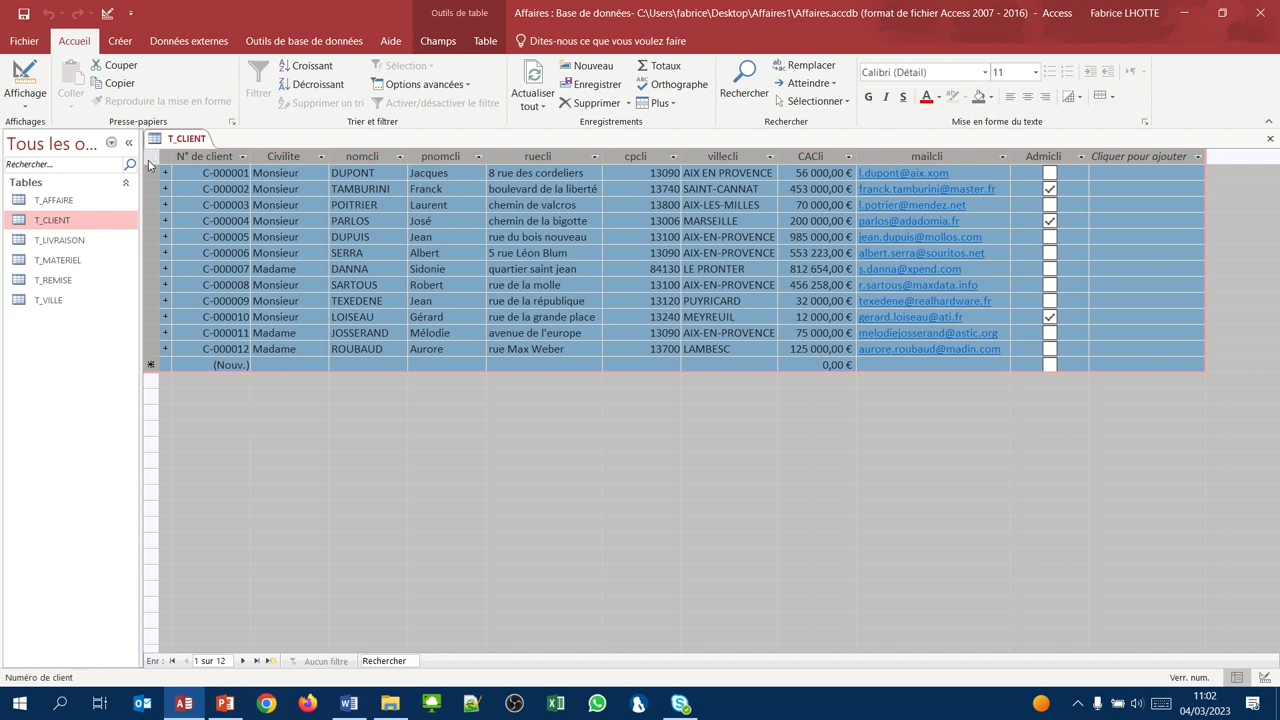 Outils de table
Affaires : Base de données- C:\Users\fabrice\Desktop\Affaires1\Affaires.accdb (format de fichier Access 2007 - 2016) - Access
Fabrice LHOTTE
Fichier Accueil Créer Données externes Outils de base de données Aide Champs Table Dites-nous ce que vous voulez faire
Affichage
Affichages
Coller
Couper
Copier
Reproduire la mise en forme
Presse-papiers
Filtrer
Croissant
Décroissant
Supprimer un tri
Sélection
Options avancées
Activer/désactiver le filtre
Trier et filtrer
Actualiser
tout
Nouveau
Enregistrer
Supprimer
Totaux
Orthographe
Plus
Enregistrements
Rechercher
Remplacer
Atteindre
Sélectionner
Rechercher
Calibri (Détail) 11
G I S
Mise en forme du texte
Tous les o...
Rechercher...
Tables
T_AFFAIRE
T_CLIENT
T_LIVRAISON
T_MATERIEL
T_REMISE
T_VILLE
T_CLIENT
N° de client Civilite nomcli pnomcli ruecli cpcli villecli CACli mailcli Admicli Cliquer pour ajouter
C-000001 Monsieur DUPONT Jacques 8 rue des cordeliers 13090 AIX EN PROVENCE 56 000,00 € l.dupont@aix.xom
C-000002 Monsieur TAMBURINI Franck boulevard de la liberté 13740 SAINT-CANNAT 453 000,00 € franck.tamburini@master.fr
C-000003 Monsieur POITRIER Laurent chemin de valcros 13800 AIX-LES-MILLES 70 000,00 € l.potrier@mendez.net
C-000004 Monsieur PARLOS José chemin de la bigotte 13006 MARSEILLE 200 000,00 € parlos@adadomia.fr
C-000005 Monsieur DUPUIS Jean rue du bois nouveau 13100 AIX-EN-PROVENCE 985 000,00 € jean.dupuis@mollos.com
C-000006 Monsieur SERRA Albert 5 rue Léon Blum 13090 AIX-EN-PROVENCE 553 223,00 € albert.serra@souritos.net
C-000007 Madame DANNA Sidonie quartier saint jean 84130 LE PRONTER 812 654,00 € s.danna@xpend.com
C-000008 Monsieur SARTOUS Robert rue de la molle 13100 AIX-EN-PROVENCE 456 258,00 € r.sartous@maxdata.info
C-000009 Monsieur TEXEDENE Jean rue de la république 13120 PUYRICARD 32 000,00 € texedene@realhardware.fr
C-000010 Monsieur LOISEAU Gérard rue de la grande place 13240 MEYREUIL 12 000,00 € gerard.loiseau@ati.fr
C-000011 Madame JOSSERAND Mélodie avenue de l'europe 13090 AIX-EN-PROVENCE 75 000,00 € melodiejosserand@astic.org
C-000012 Madame ROUBAUD Aurore rue Max Weber 13700 LAMBESC 125 000,00 € aurore.roubaud@madin.com
(Nouv.) 0,00 €
Enr : 1 sur 12 Aucun filtre Rechercher
Numéro de client
Verr. num.
11:02
04/03/2023